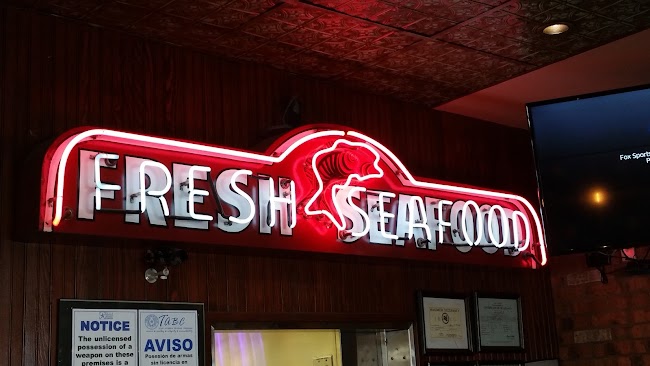 FRESH SEAFOOD
Fox Sports
P
NOTICE
The unlicensed
possession of a
weapon on these
premises is a
TABC
AVISO
Posesión de armas
sin licencia en